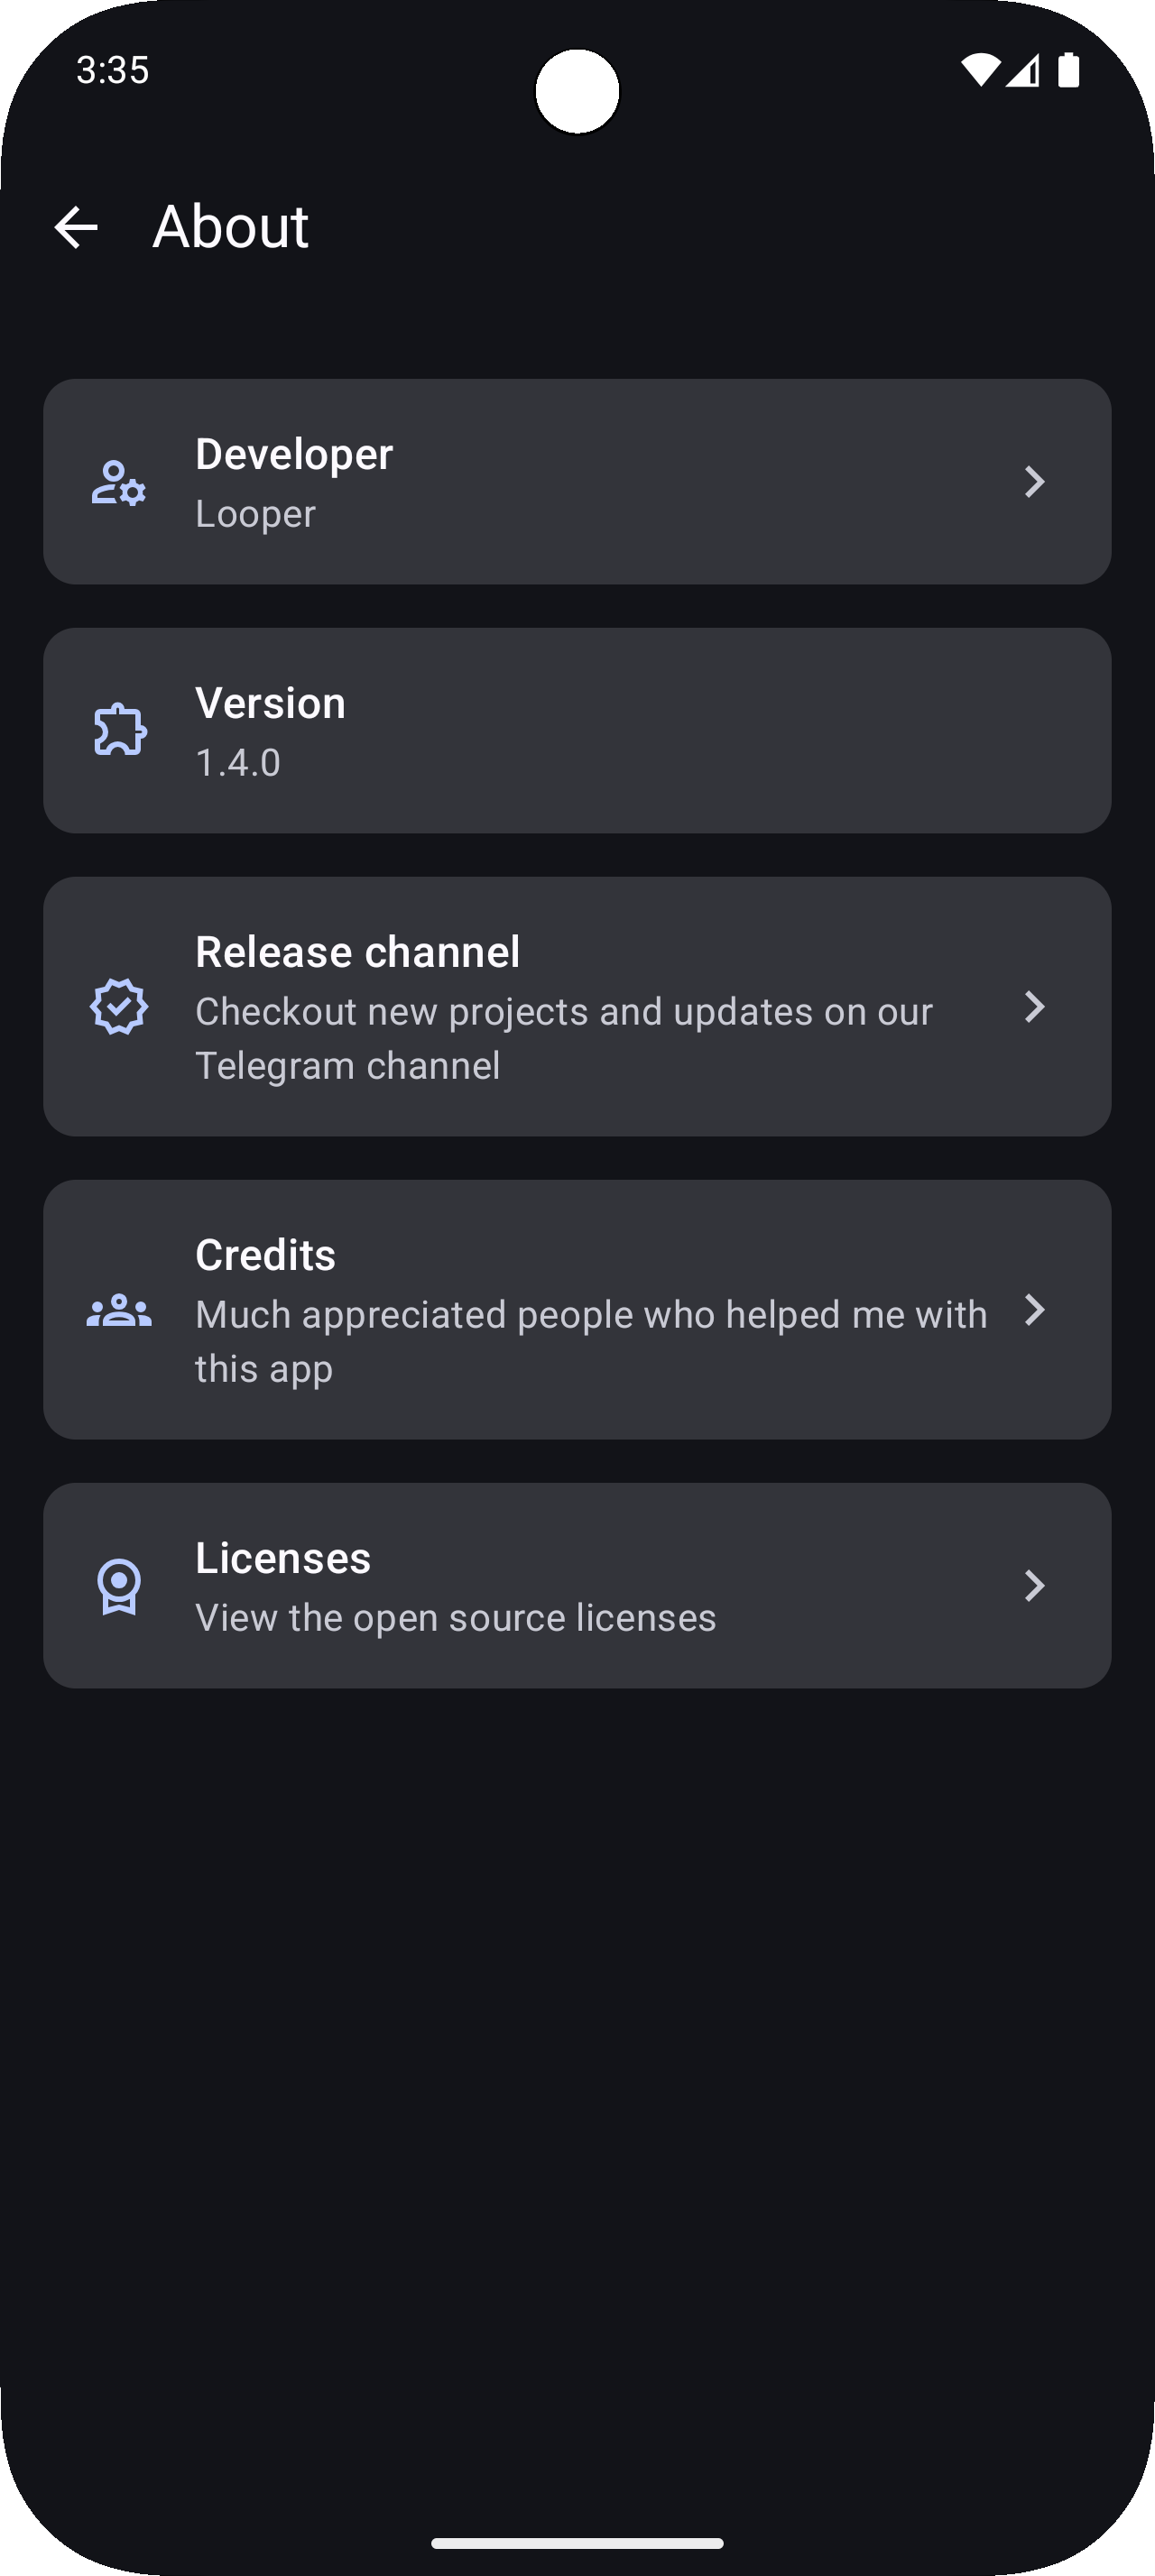 3:35
About
Developer
Looper
Version
1.4.0
Release channel
Checkout new projects and updates on our
Telegram channel
Credits
Much appreciated people who helped me with
this app
Licenses
View the open source licenses